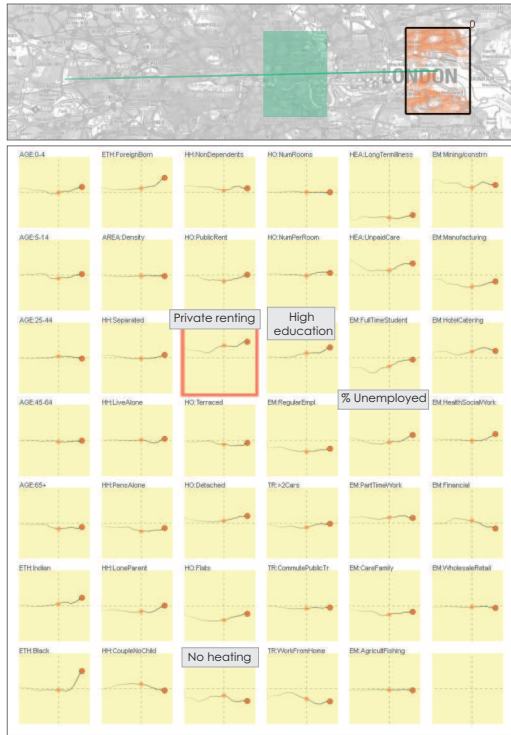 0
LONDON
AGE:0-4
ETH:ForeignBorn
HH:NonDependents
HO:NumRooms
HEA:LongTermIllness
EM:Mining/constrn
AGE:5-14
AREA:Density
HO:PublicRent
HO:NumPerRoom
HEA:UnpaidCare
EM:Manufacturing
AGE:25-44
HH:Separated
Private renting
High
education
EM:FullTimeStudent
EM:HotelCatering
AGE:45-64
HH:LiveAlone
HO:Terraced
EM:RegularEmpl.
% Unemployed
EM:HealthSocialWork
AGE:65+
HH:PensAlone
HO:Detached
TR:>2Cars
EM:PartTimeWork
EM:Financial
ETH:Indian
HH:LoneParent
HO:Flats
TR:CommutePublicTr
EM:CareFamily
EM:WholesaleRetail
ETH:Black
HH:CoupleNoChild
No heating
TR:WorkFromHome
EM:AgricultFishing